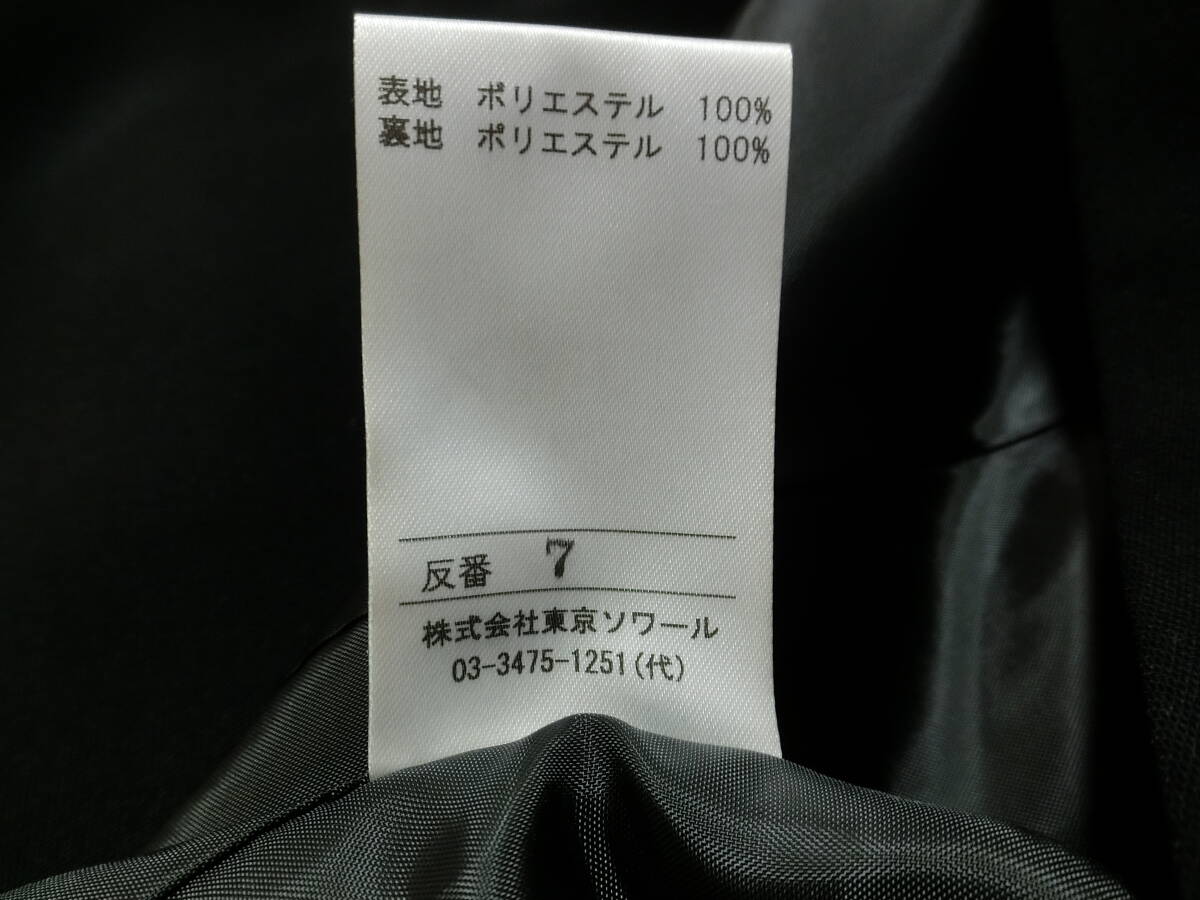 表地 ポリエステル 100%
裏地 ポリエステル 100%
反番 7
株式会社東京ソワール
03-3475-1251(代)